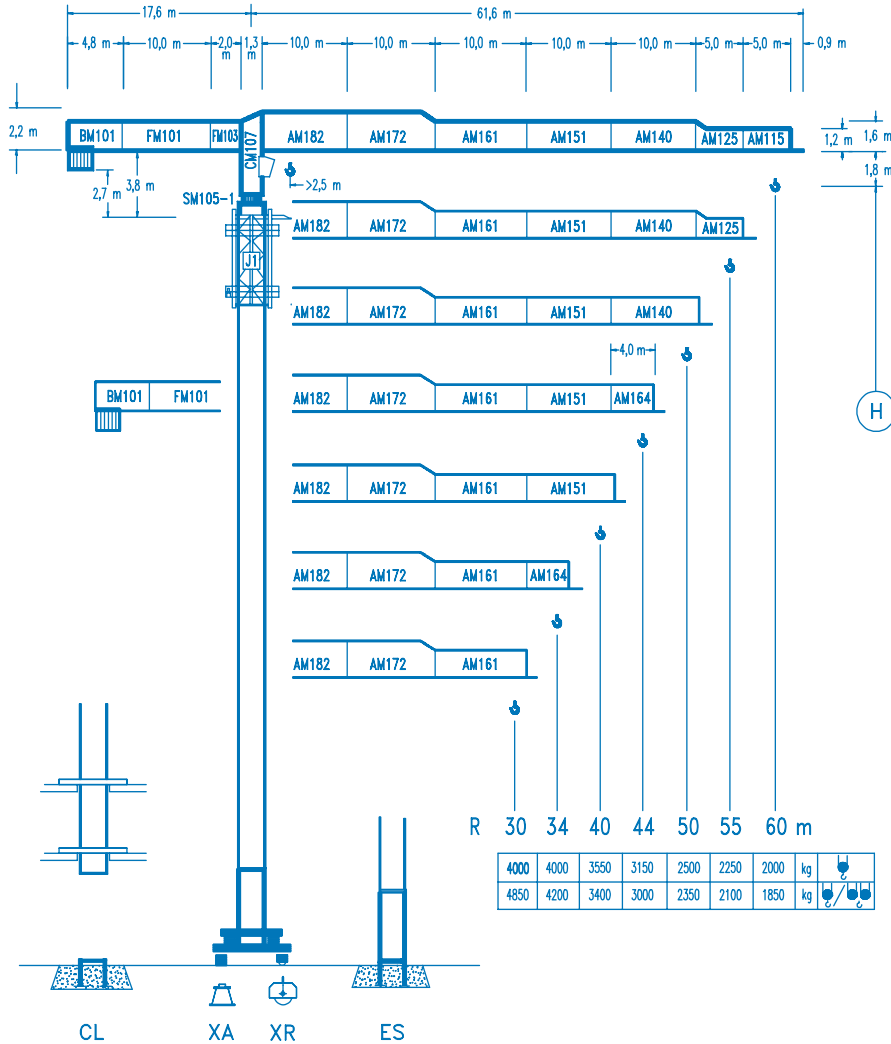 17,6 m 61,6 m
4,8 m 10,0 m 2,0 m 1,3 m 10,0 m 10,0 m 10,0 m 10,0 m 10,0 m 5,0 m 5,0 m 0,9 m
2,2 m BM101 FM101 FM103 CM107 AM182 AM172 AM161 AM151 AM140 AM125 AM115 1,2 m 1,6 m
1,8 m
2,7 m 3,8 m >2,5 m
SM105-1
AM182 AM172 AM161 AM151 AM140 AM125
J1
AM182 AM172 AM161 AM151 AM140
4,0 m
BM101 FM101 AM182 AM172 AM161 AM151 AM164
H
AM182 AM172 AM161 AM151
AM182 AM172 AM161 AM164
AM182 AM172 AM161
R 30 34 40 44 50 55 60 m
4000 4000 3550 3150 2500 2250 2000 kg
4850 4200 3400 3000 2350 2100 1850 kg /
CL XA XR ES